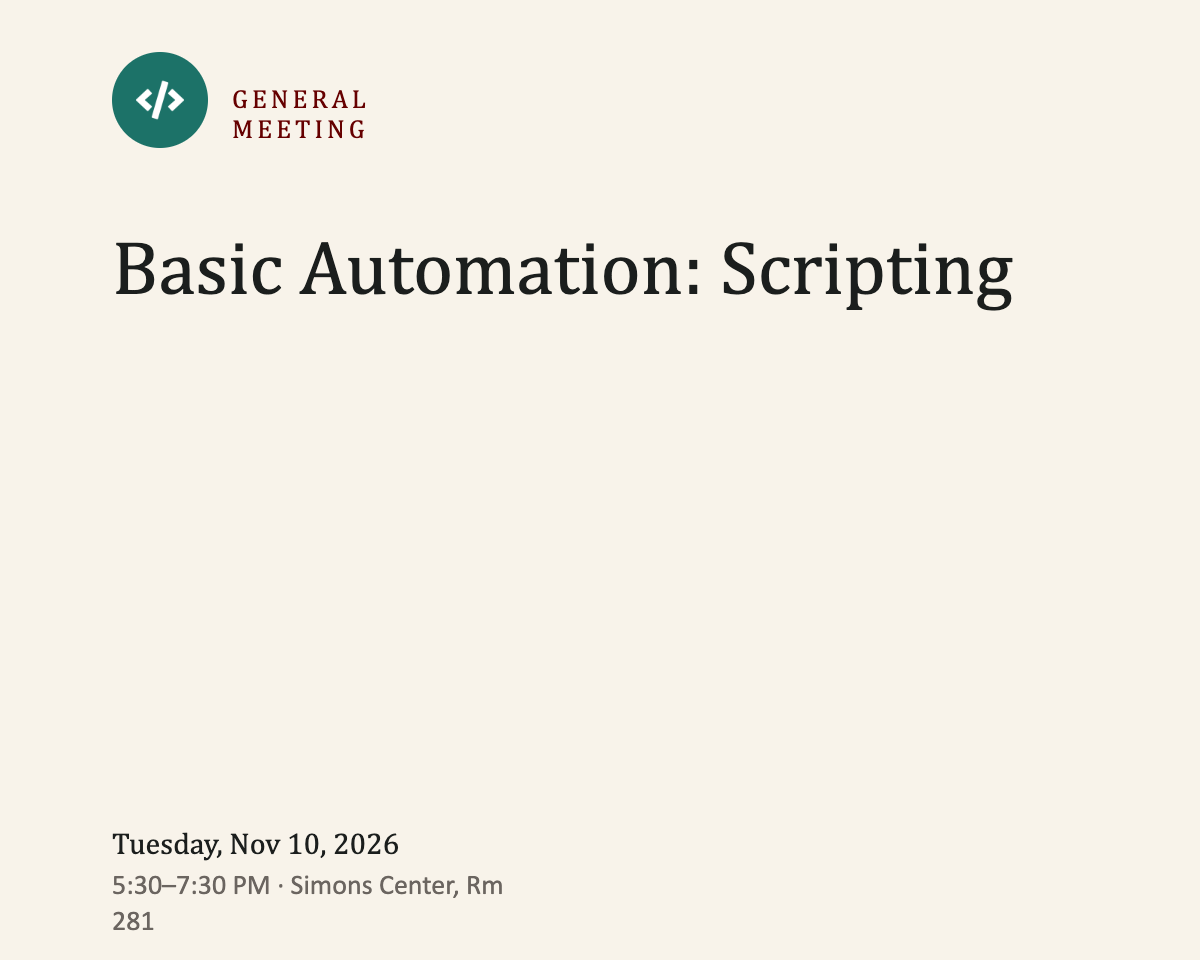 GENERAL
MEETING
Basic Automation: Scripting
Tuesday, Nov 10, 2026
5:30–7:30 PM · Simons Center, Rm
281